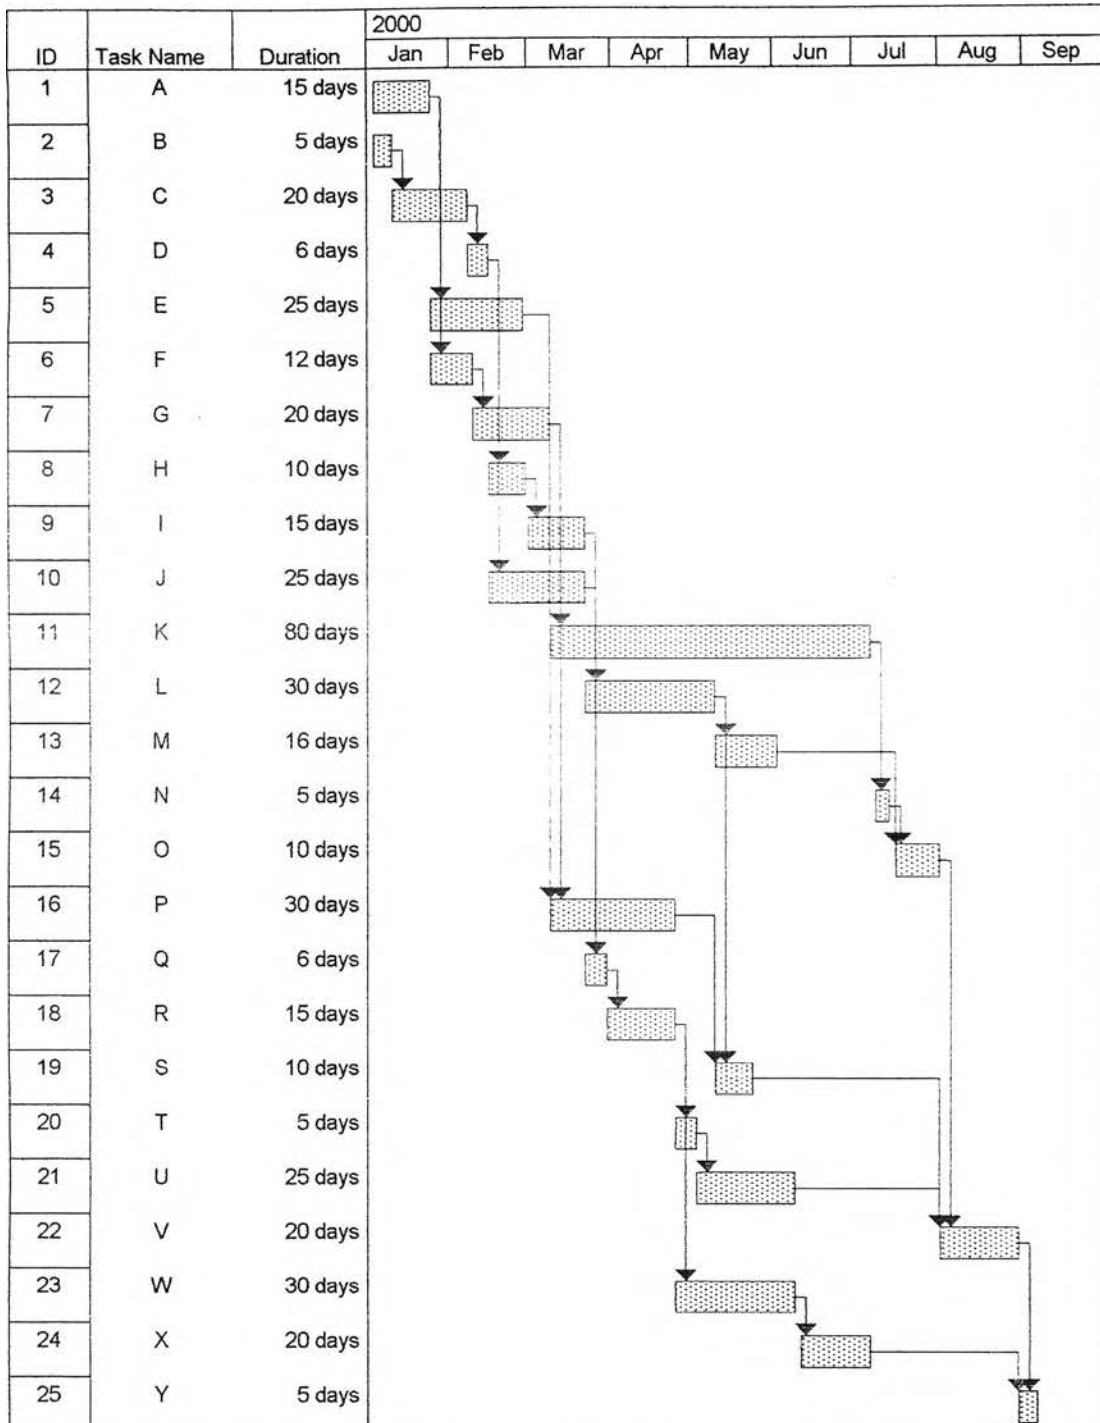 2000
ID Task Name Duration Jan Feb Mar Apr May Jun Jul Aug Sep
1 A 15 days
2 B 5 days
3 C 20 days
4 D 6 days
5 E 25 days
6 F 12 days
7 G 20 days
8 H 10 days
9 I 15 days
10 J 25 days
11 K 80 days
12 L 30 days
13 M 16 days
14 N 5 days
15 O 10 days
16 P 30 days
17 Q 6 days
18 R 15 days
19 S 10 days
20 T 5 days
21 U 25 days
22 V 20 days
23 W 30 days
24 X 20 days
25 Y 5 days